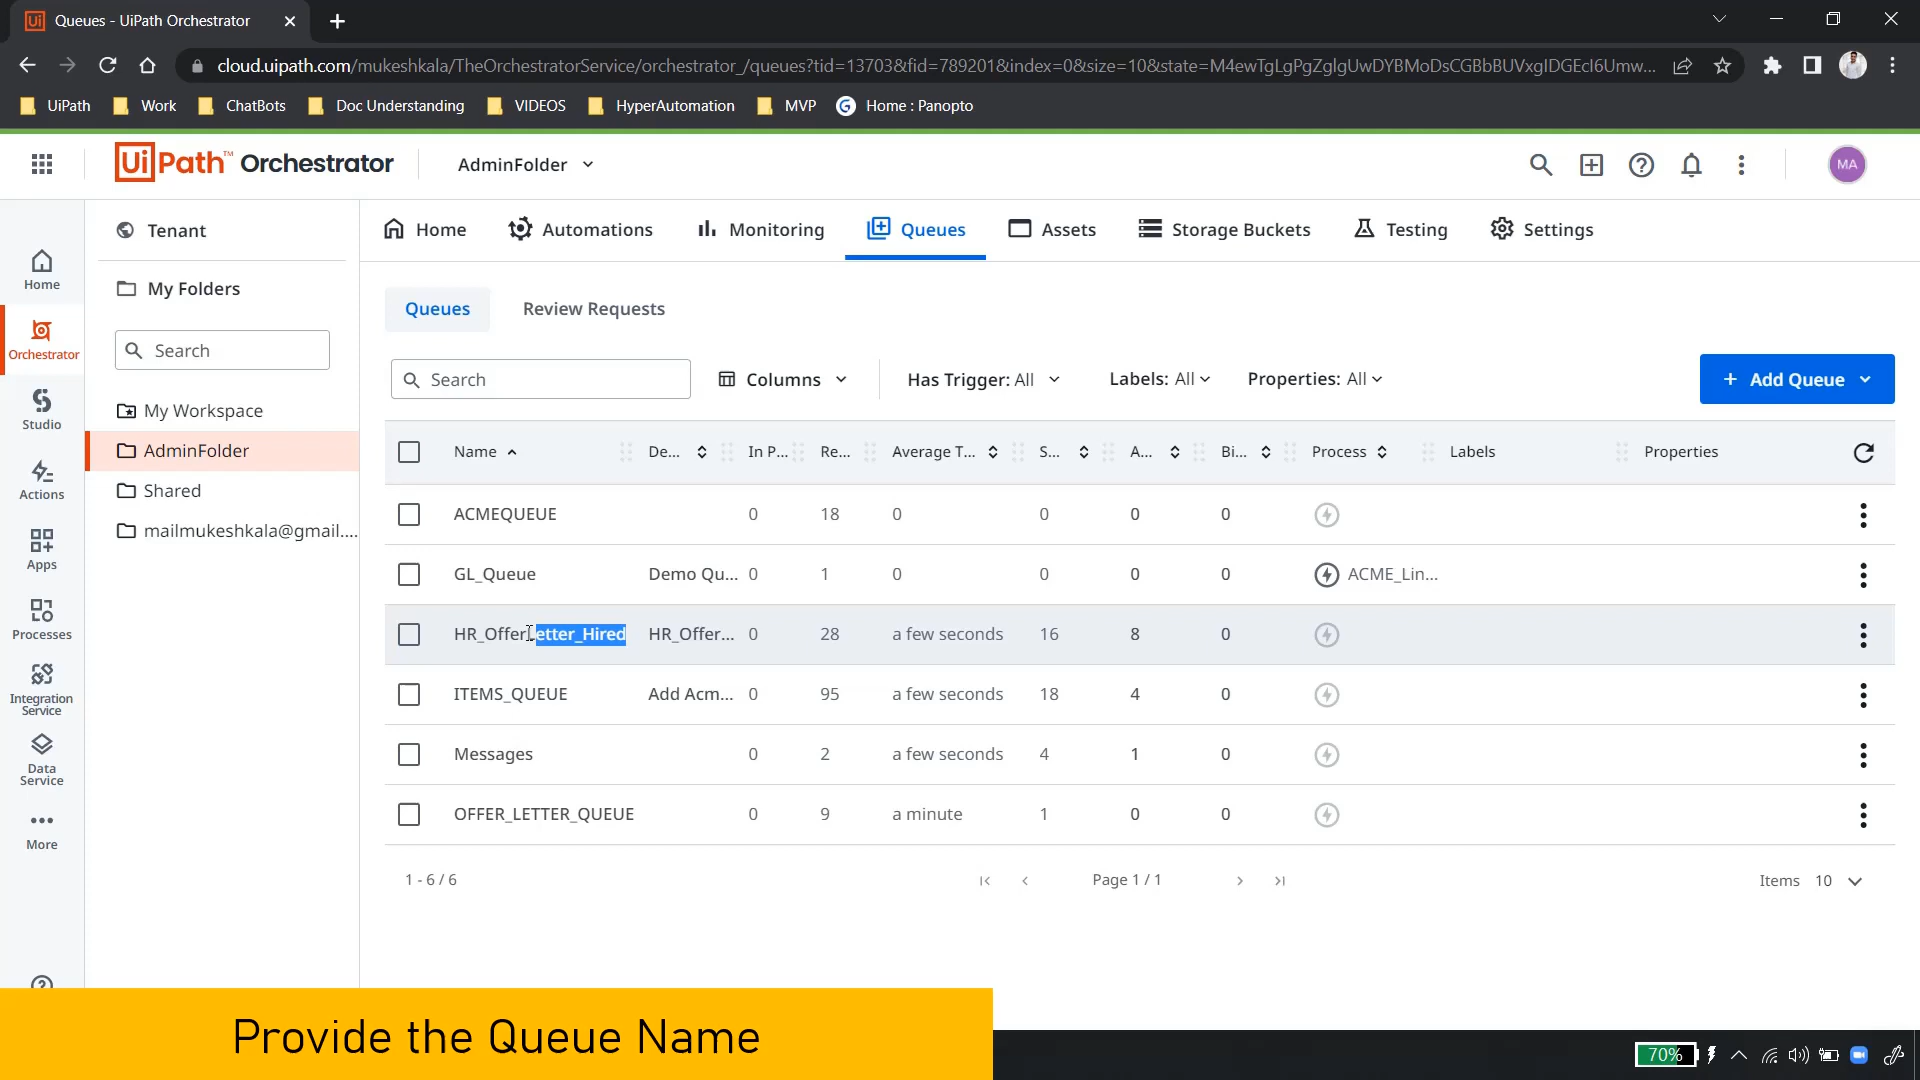 Queues - UiPath Orchestrator
cloud.uipath.com/mukeshkala/TheOrchestratorService/orchestrator_/queues?tid=13703&fid=789201&index=0&size=10&state=M4ewTgLgPgZglgUwDYBMoDsCGBbBUVxgIDGEcI6Umw...
UiPath Work ChatBots Doc Understanding VIDEOS HyperAutomation MVP Home : Panopto
UiPath™ Orchestrator AdminFolder MA
Tenant
My Folders
Search
My Workspace
AdminFolder
Shared
mailmukeshkala@gmail....
Home
Orchestrator
Studio
Actions
Apps
Processes
Integration
Service
Data
Service
More
Home Automations Monitoring Queues Assets Storage Buckets Testing Settings
Queues Review Requests
Search Columns Has Trigger: All Labels: All Properties: All + Add Queue
Name De... In P... Re... Average T... S... A... Bi... Process Labels Properties
ACMEQUEUE 0 18 0 0 0 0
GL_Queue Demo Qu... 0 1 0 0 0 0 ACME_Lin...
HR_OfferLetter_Hired HR_Offer... 0 28 a few seconds 16 8 0
ITEMS_QUEUE Add Acm... 0 95 a few seconds 18 4 0
Messages 0 2 a few seconds 4 1 0
OFFER_LETTER_QUEUE 0 9 a minute 1 0 0
1 - 6 / 6 Page 1 / 1 Items 10
Provide the Queue Name
70%